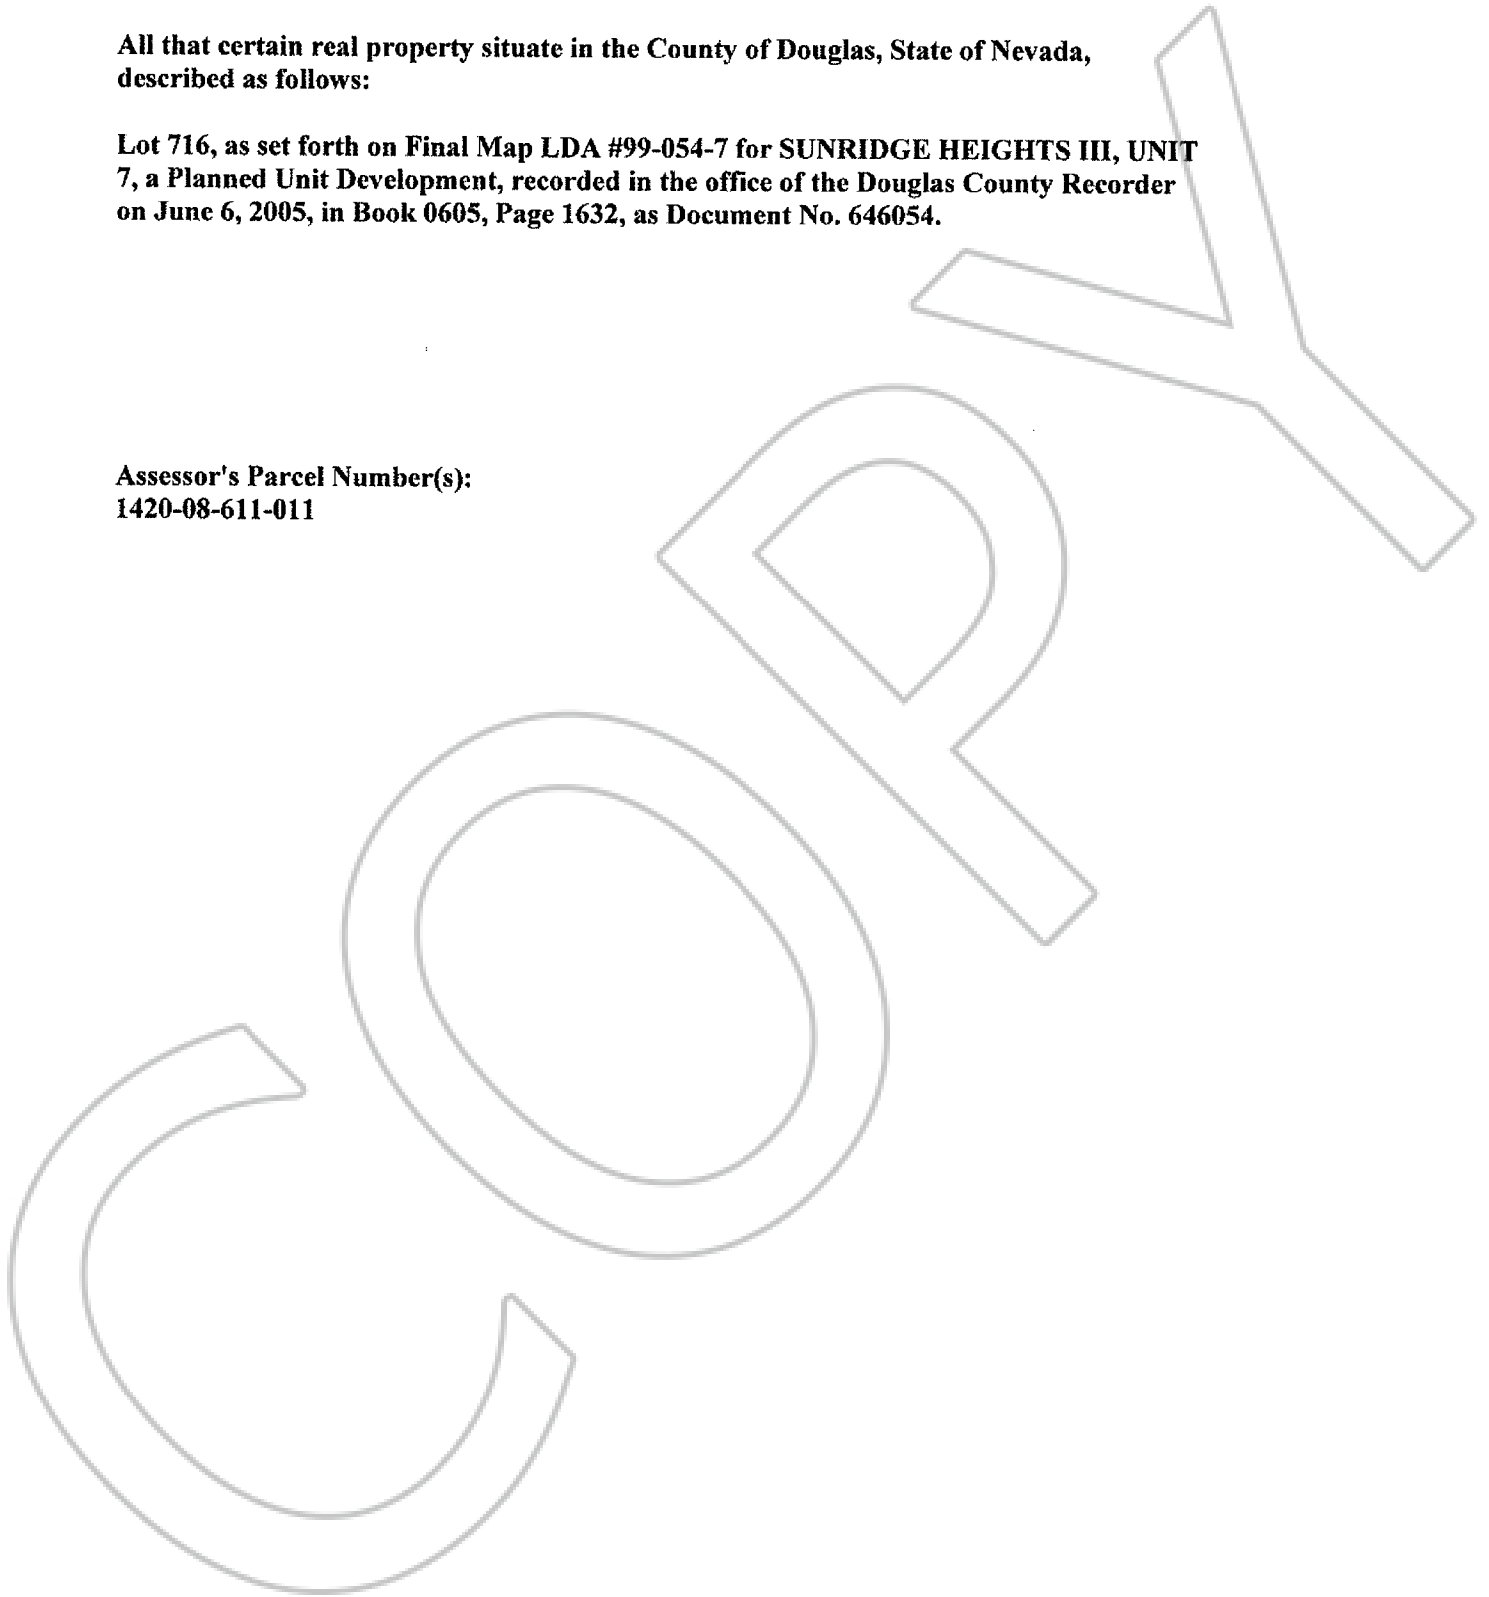 All that certain real property situate in the County of Douglas, State of Nevada,
described as follows:
Lot 716, as set forth on Final Map LDA #99-054-7 for SUNRIDGE HEIGHTS III, UNIT
7, a Planned Unit Development, recorded in the office of the Douglas County Recorder
on June 6, 2005, in Book 0605, Page 1632, as Document No. 646054.
Assessor's Parcel Number(s):
1420-08-611-011
COPY